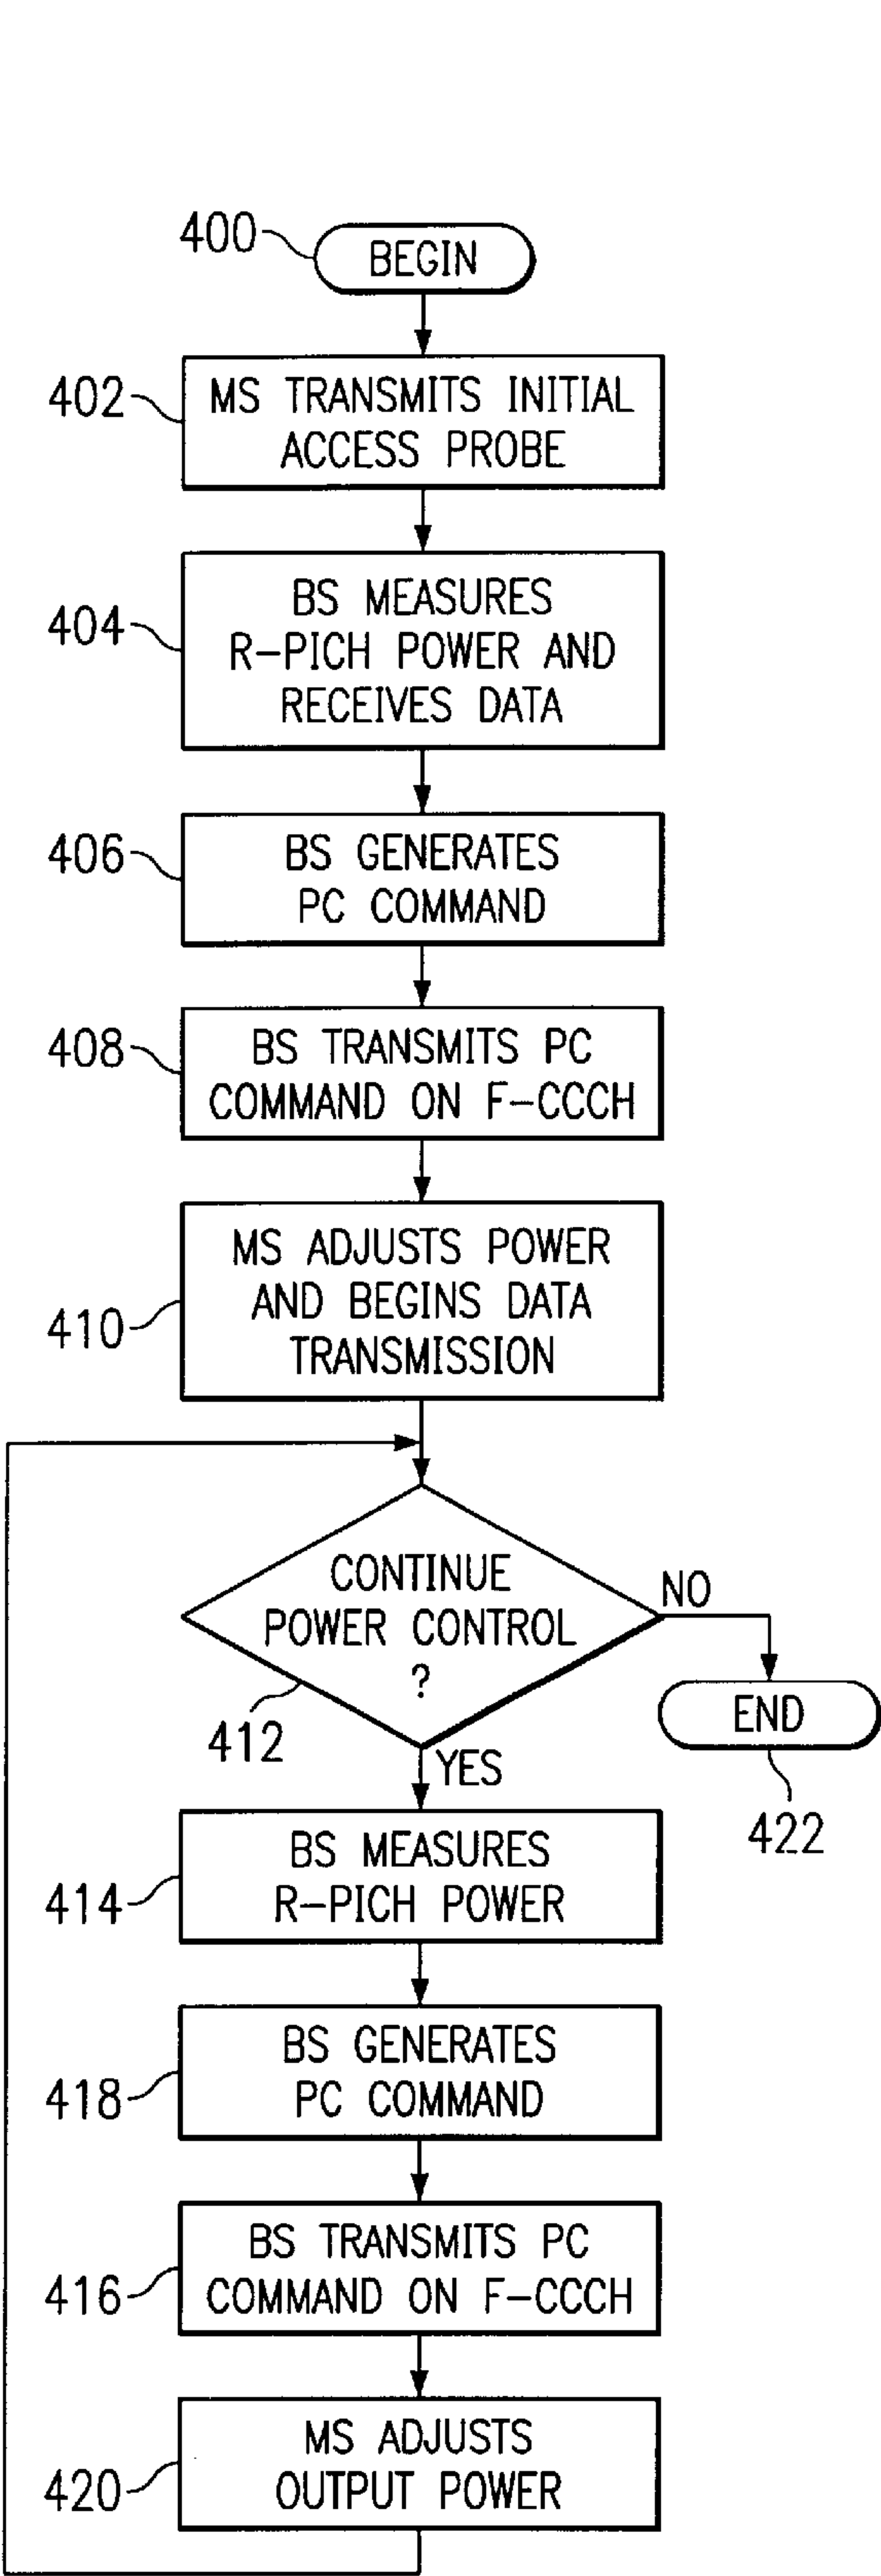 400
BEGIN
402
MS TRANSMITS INITIAL
ACCESS PROBE
404
BS MEASURES
R-PICH POWER AND
RECEIVES DATA
406
BS GENERATES
PC COMMAND
408
BS TRANSMITS PC
COMMAND ON F-CCCH
410
MS ADJUSTS POWER
AND BEGINS DATA
TRANSMISSION
CONTINUE
POWER CONTROL
?
412
NO
END
422
YES
414
BS MEASURES
R-PICH POWER
418
BS GENERATES
PC COMMAND
416
BS TRANSMITS PC
COMMAND ON F-CCCH
420
MS ADJUSTS
OUTPUT POWER